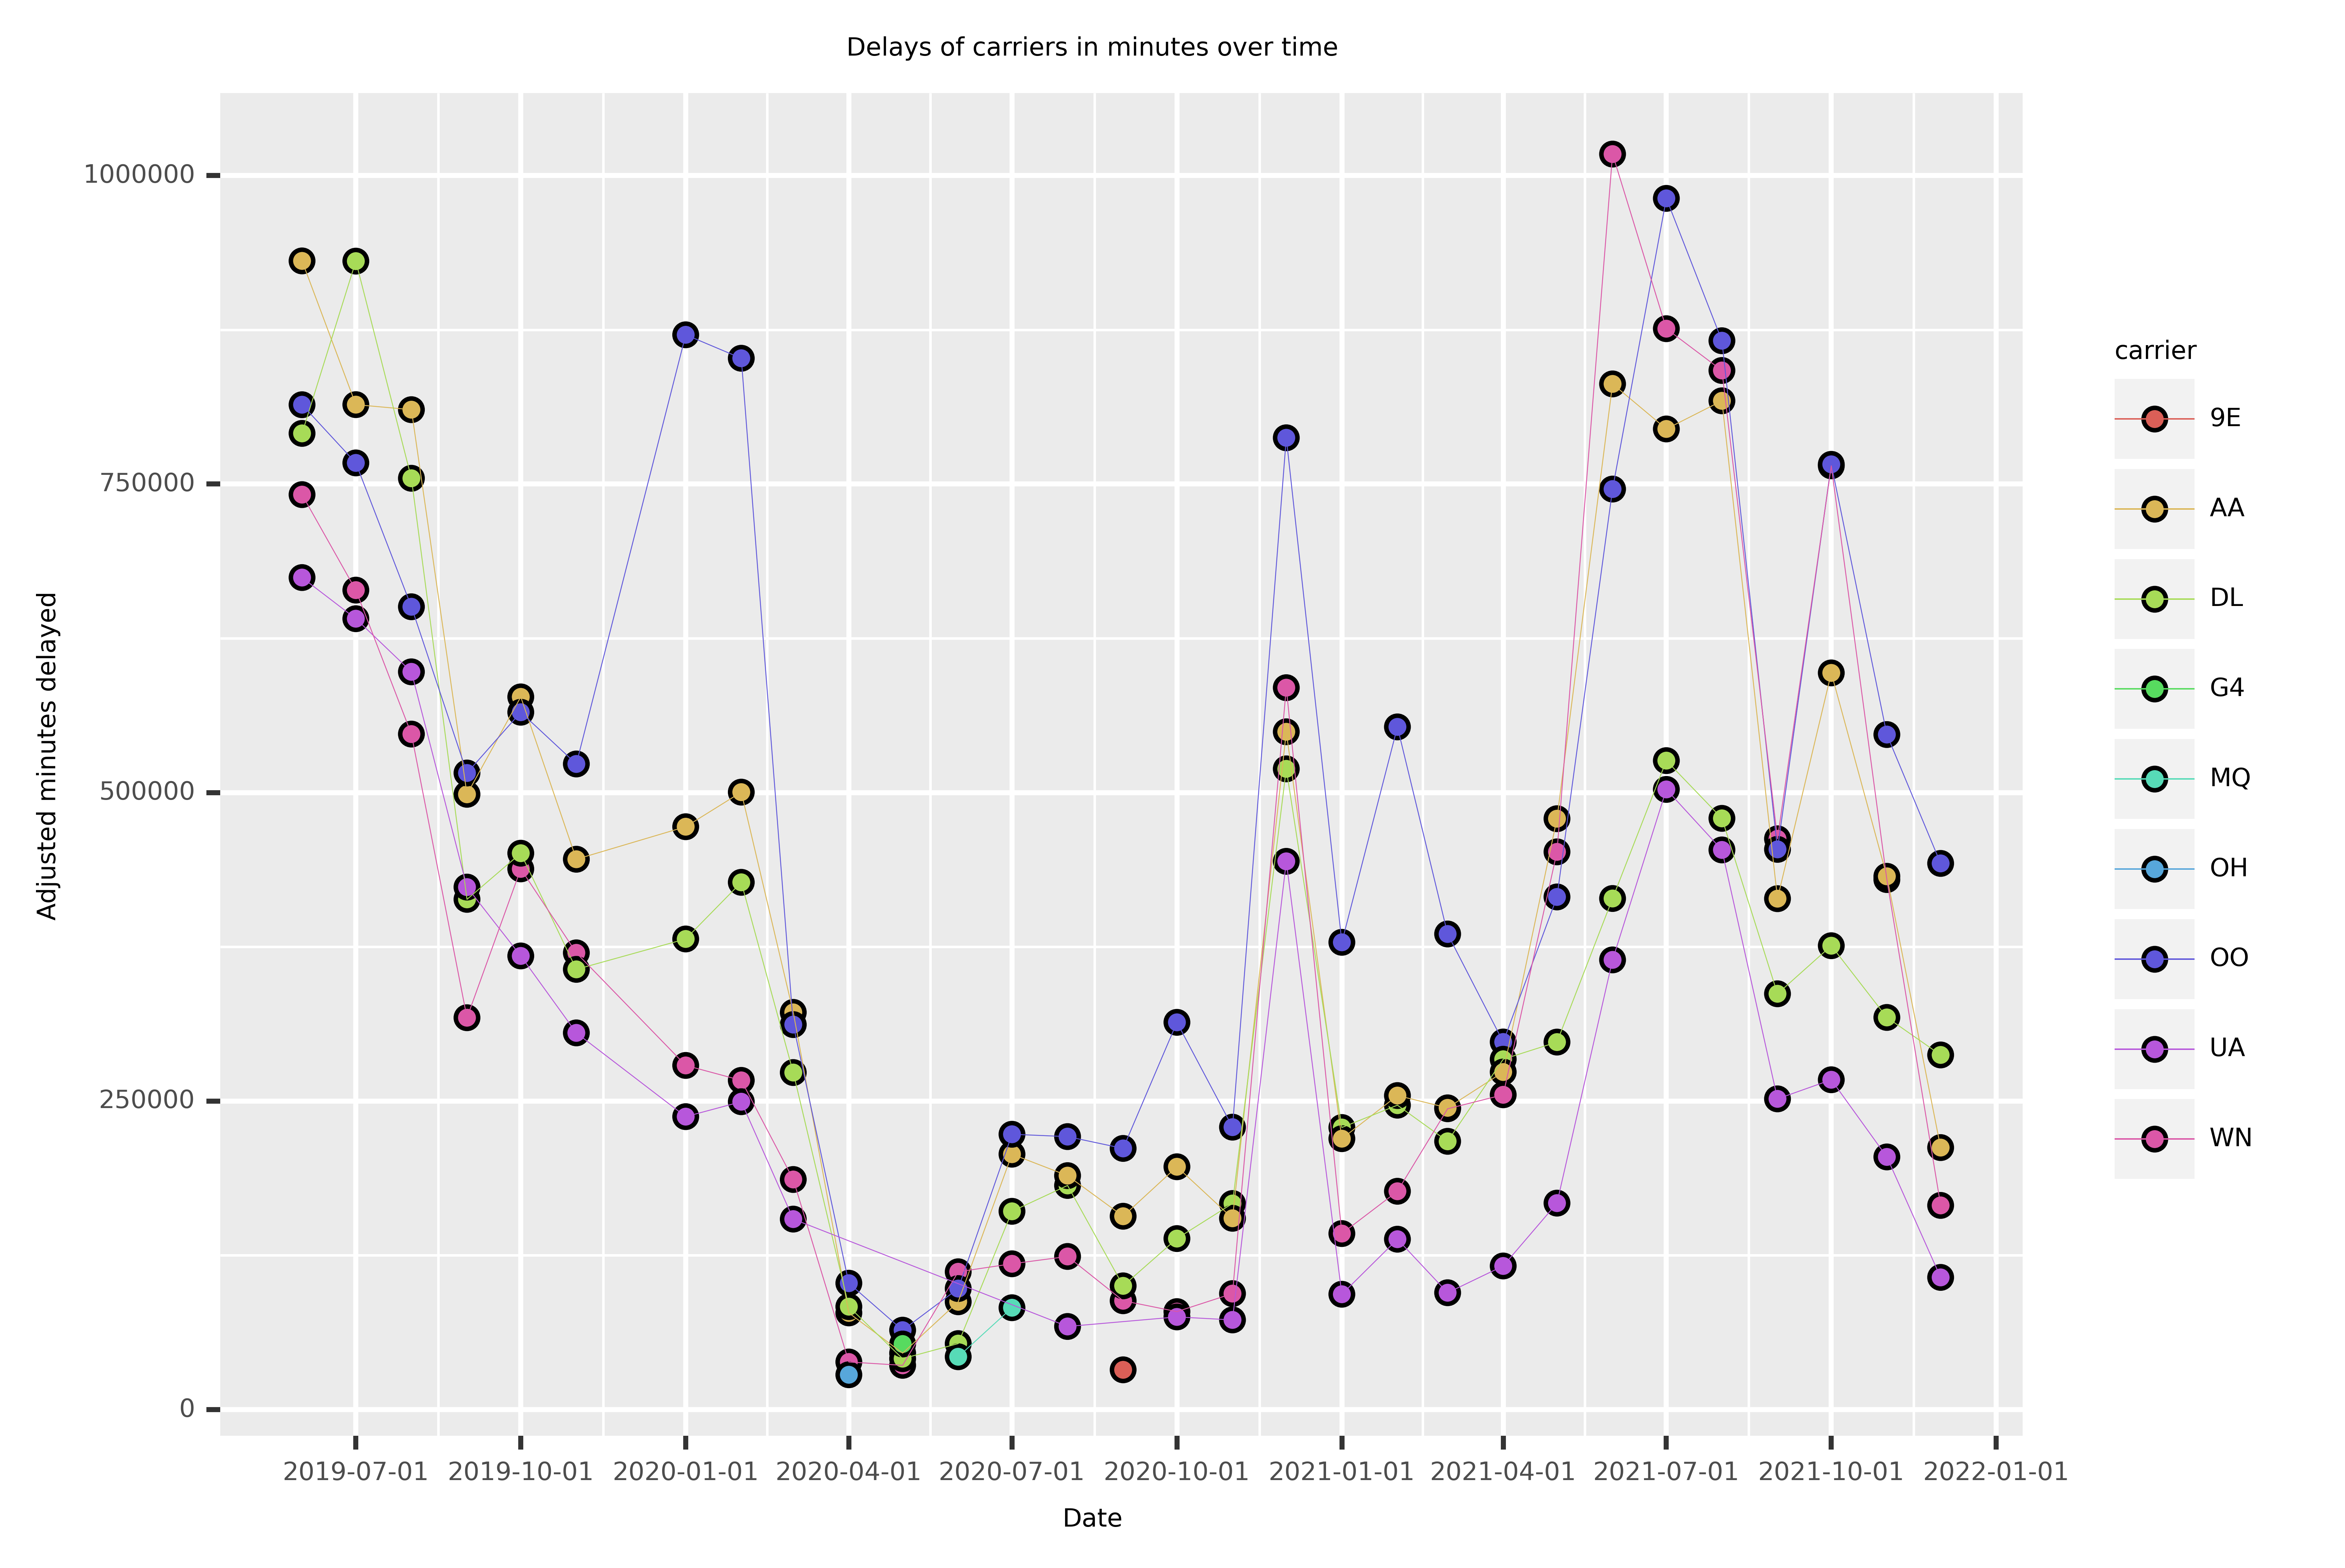 Delays of carriers in minutes over time
1000000
750000
500000
250000
0
Adjusted minutes delayed
2019-07-01 2019-10-01 2020-01-01 2020-04-01 2020-07-01 2020-10-01 2021-01-01 2021-04-01 2021-07-01 2021-10-01 2022-01-01
Date
carrier
9E
AA
DL
G4
MQ
OH
OO
UA
WN